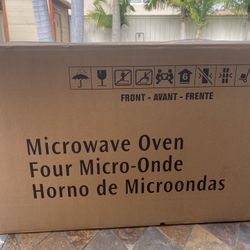 FRONT - AVANT - FRENTE
Microwave Oven
Four Micro-Onde
Horno de Microondas